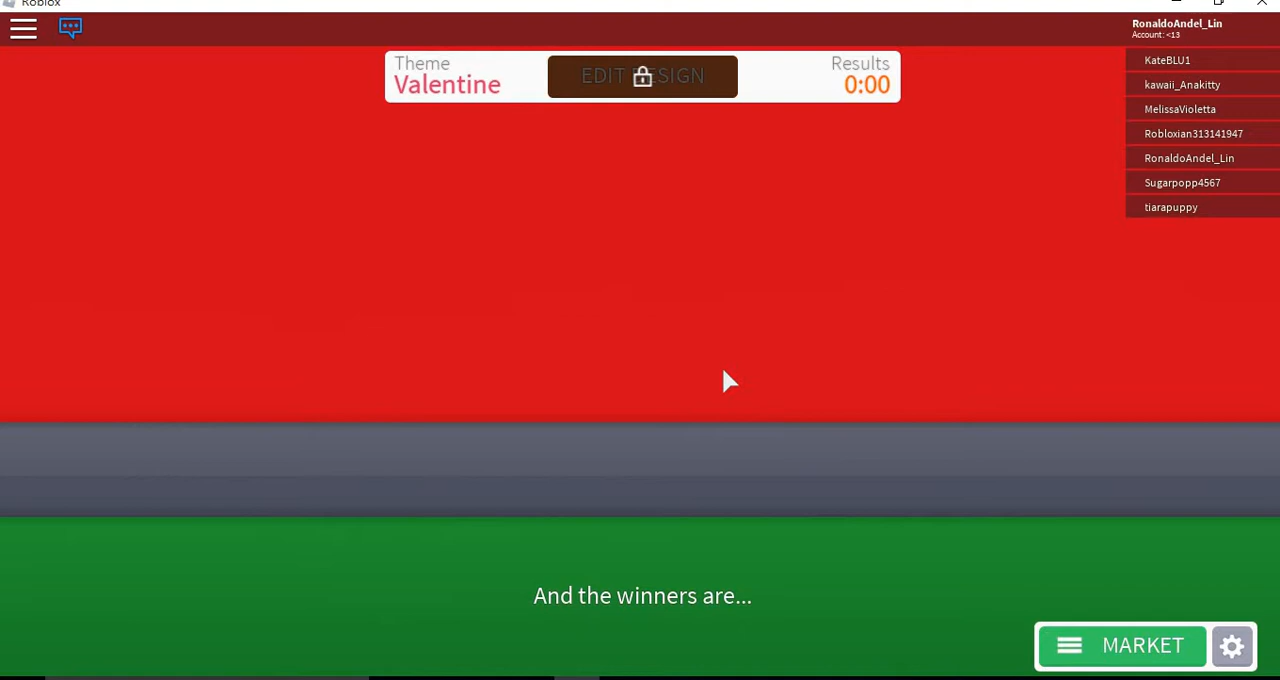 Roblox
RonaldoAndel_Lin
Account: <13
Theme
Valentine
EDIT DESIGN
Results
0:00
KateBLU1
kawaii_Anakitty
MelissaVioletta
Robloxian313141947
RonaldoAndel_Lin
Sugarpopp4567
tiarapuppy
And the winners are...
MARKET